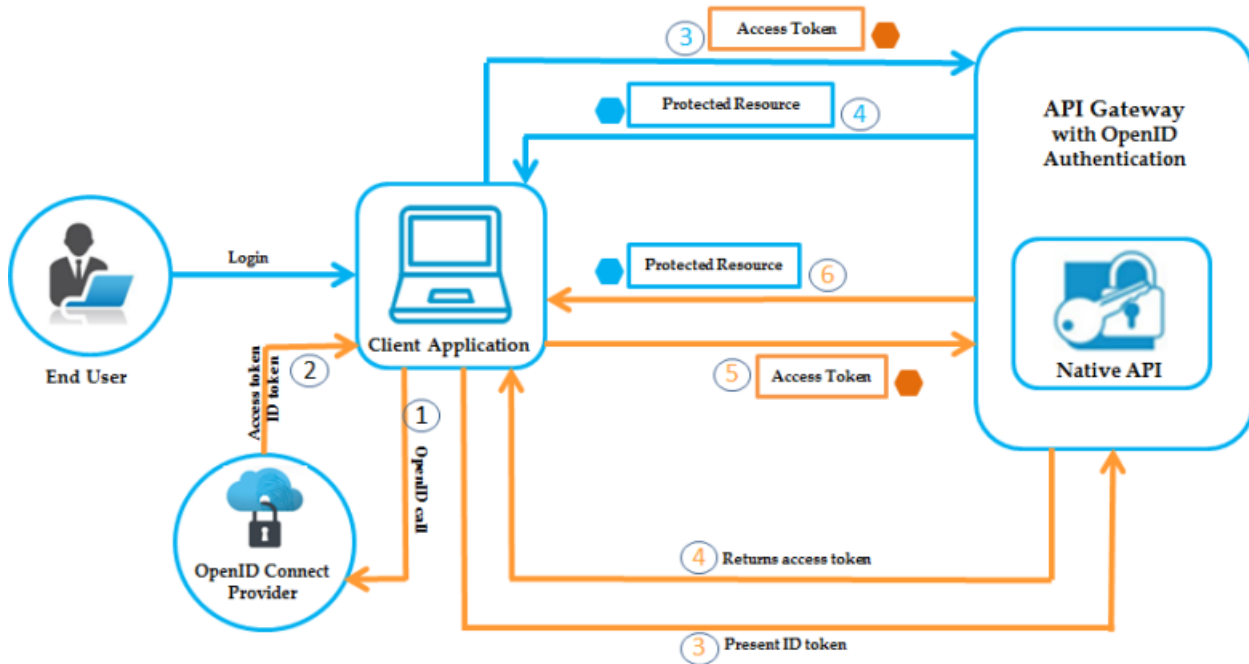 3
Access Token
Protected Resource
4
API Gateway
with OpenID
Authentication
Login
Protected Resource
6
Client Application
End User
Access token
ID token
2
5
Access Token
Native API
1
OpenID call
OpenID Connect
Provider
4
Returns access token
3
Present ID token